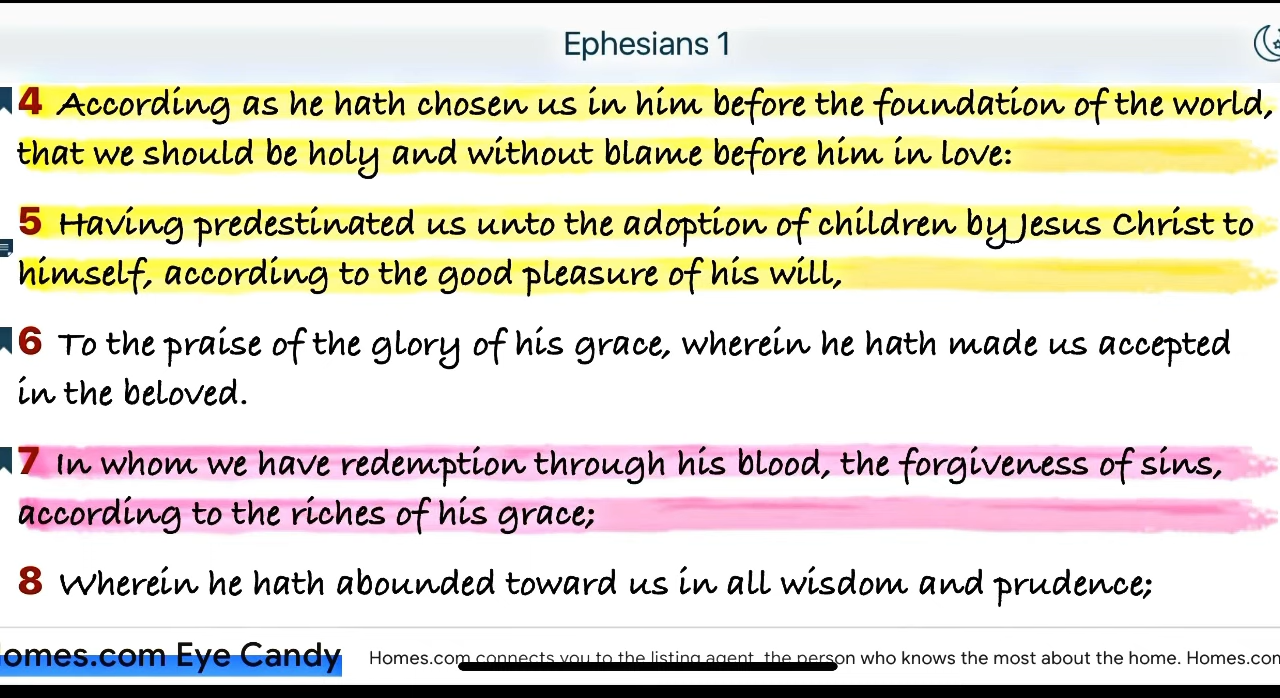 Ephesians 1
4 According as he hath chosen us in him before the foundation of the world,
that we should be holy and without blame before him in love:
5 Having predestinated us unto the adoption of children by Jesus Christ to
himself, according to the good pleasure of his will,
6 To the praise of the glory of his grace, wherein he hath made us accepted
in the beloved.
7 In whom we have redemption through his blood, the forgiveness of sins,
according to the riches of his grace;
8 Wherein he hath abounded toward us in all wisdom and prudence;
omes.com Eye Candy Homes.com connects you to the listing agent, the person who knows the most about the home. Homes.con